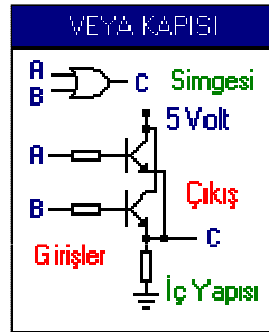 VEYA KAPISI
A
C
B
Simgesi
5 Volt
A
Çıkış
B
C
Girişler
İç Yapısı